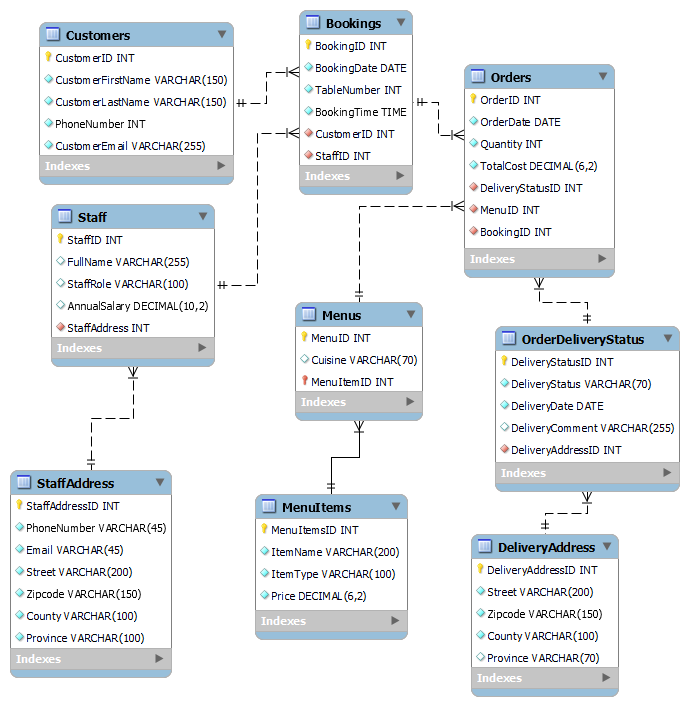 Customers
CustomerID INT
CustomerFirstName VARCHAR(150)
CustomerLastName VARCHAR(150)
PhoneNumber INT
CustomerEmail VARCHAR(255)
Indexes
Bookings
BookingID INT
BookingDate DATE
TableNumber INT
BookingTime TIME
CustomerID INT
StaffID INT
Indexes
Orders
OrderID INT
OrderDate DATE
Quantity INT
TotalCost DECIMAL(6,2)
DeliveryStatusID INT
MenuID INT
BookingID INT
Indexes
Staff
StaffID INT
FullName VARCHAR(255)
StaffRole VARCHAR(100)
AnnualSalary DECIMAL(10,2)
StaffAddress INT
Indexes
Menus
MenuID INT
Cuisine VARCHAR(70)
MenuItemID INT
Indexes
OrderDeliveryStatus
DeliveryStatusID INT
DeliveryStatus VARCHAR(70)
DeliveryDate DATE
DeliveryComment VARCHAR(255)
DeliveryAddressID INT
Indexes
StaffAddress
StaffAddressID INT
PhoneNumber VARCHAR(45)
Email VARCHAR(45)
Street VARCHAR(200)
Zipcode VARCHAR(150)
County VARCHAR(100)
Province VARCHAR(100)
Indexes
MenuItems
MenuItemsID INT
ItemName VARCHAR(200)
ItemType VARCHAR(100)
Price DECIMAL(6,2)
Indexes
DeliveryAddress
DeliveryAddressID INT
Street VARCHAR(200)
Zipcode VARCHAR(150)
County VARCHAR(100)
Province VARCHAR(70)
Indexes